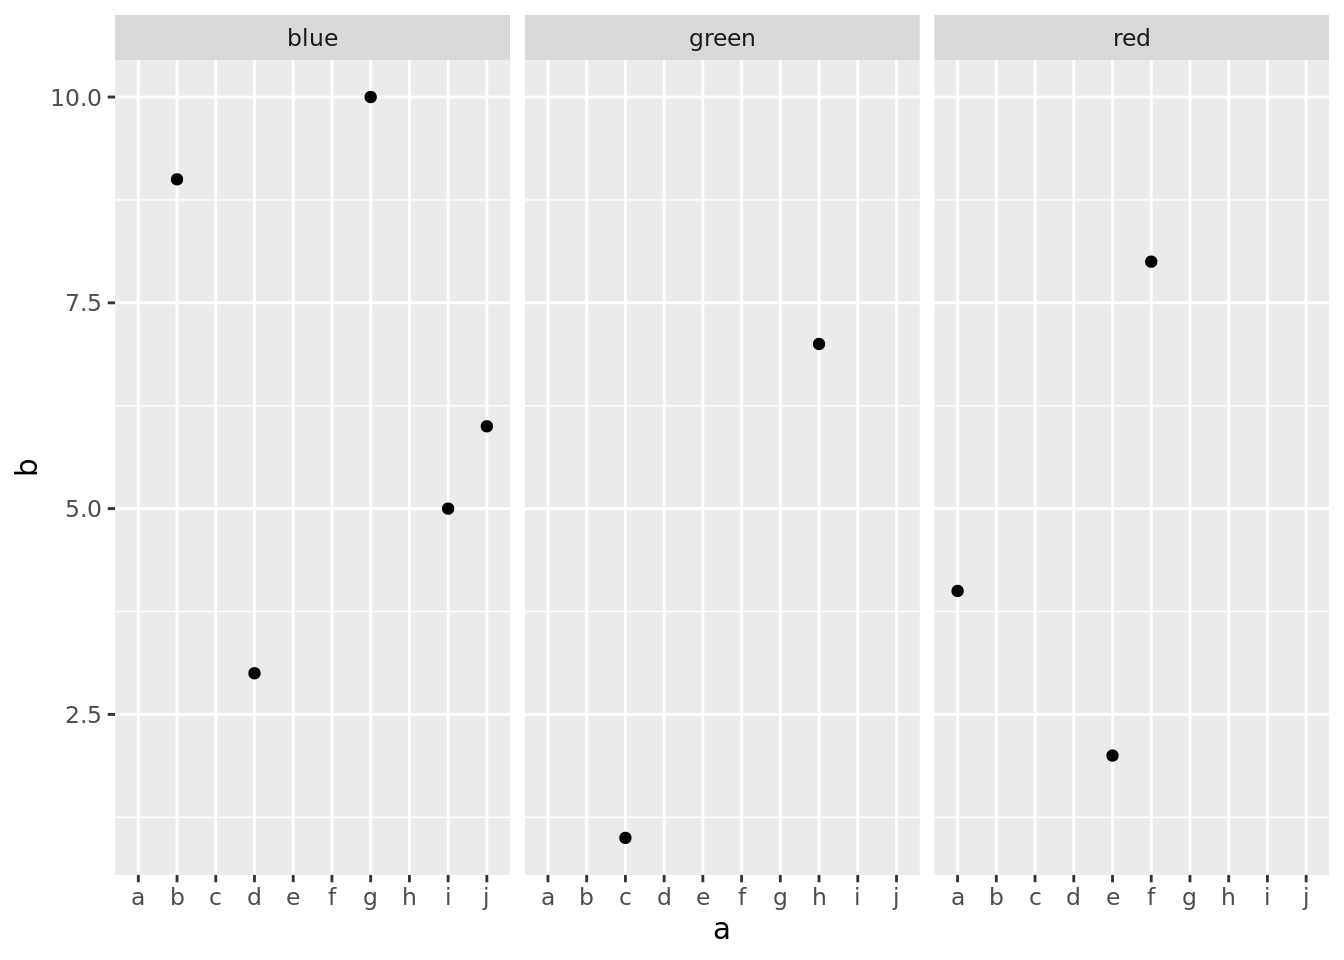 blue green red
10.0
7.5
5.0
2.5
b
a b c d e f g h i j a b c d e f g h i j a b c d e f g h i j
a